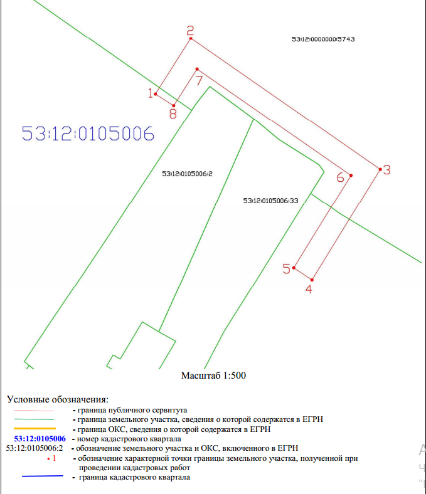 2
53:12:0000000:5743
7
1
8
53:12:0105006
3
53:12:0105006:2
6
53:12:0105006:33
5
4
Масштаб 1:500
Условные обозначения:
- граница публичного сервитута
- граница земельного участка, сведения о которой содержатся в ЕГРН
- граница ОКС, сведения о которой содержатся в ЕГРН
53:12:0105006 - номер кадастрового квартала
53:12:0105006:2 - обозначение земельного участка и ОКС, включенного в ЕГРН
• 1 - обозначение характерной точки границы земельного участка, полученной при
проведении кадастровых работ
- граница кадастрового квартала